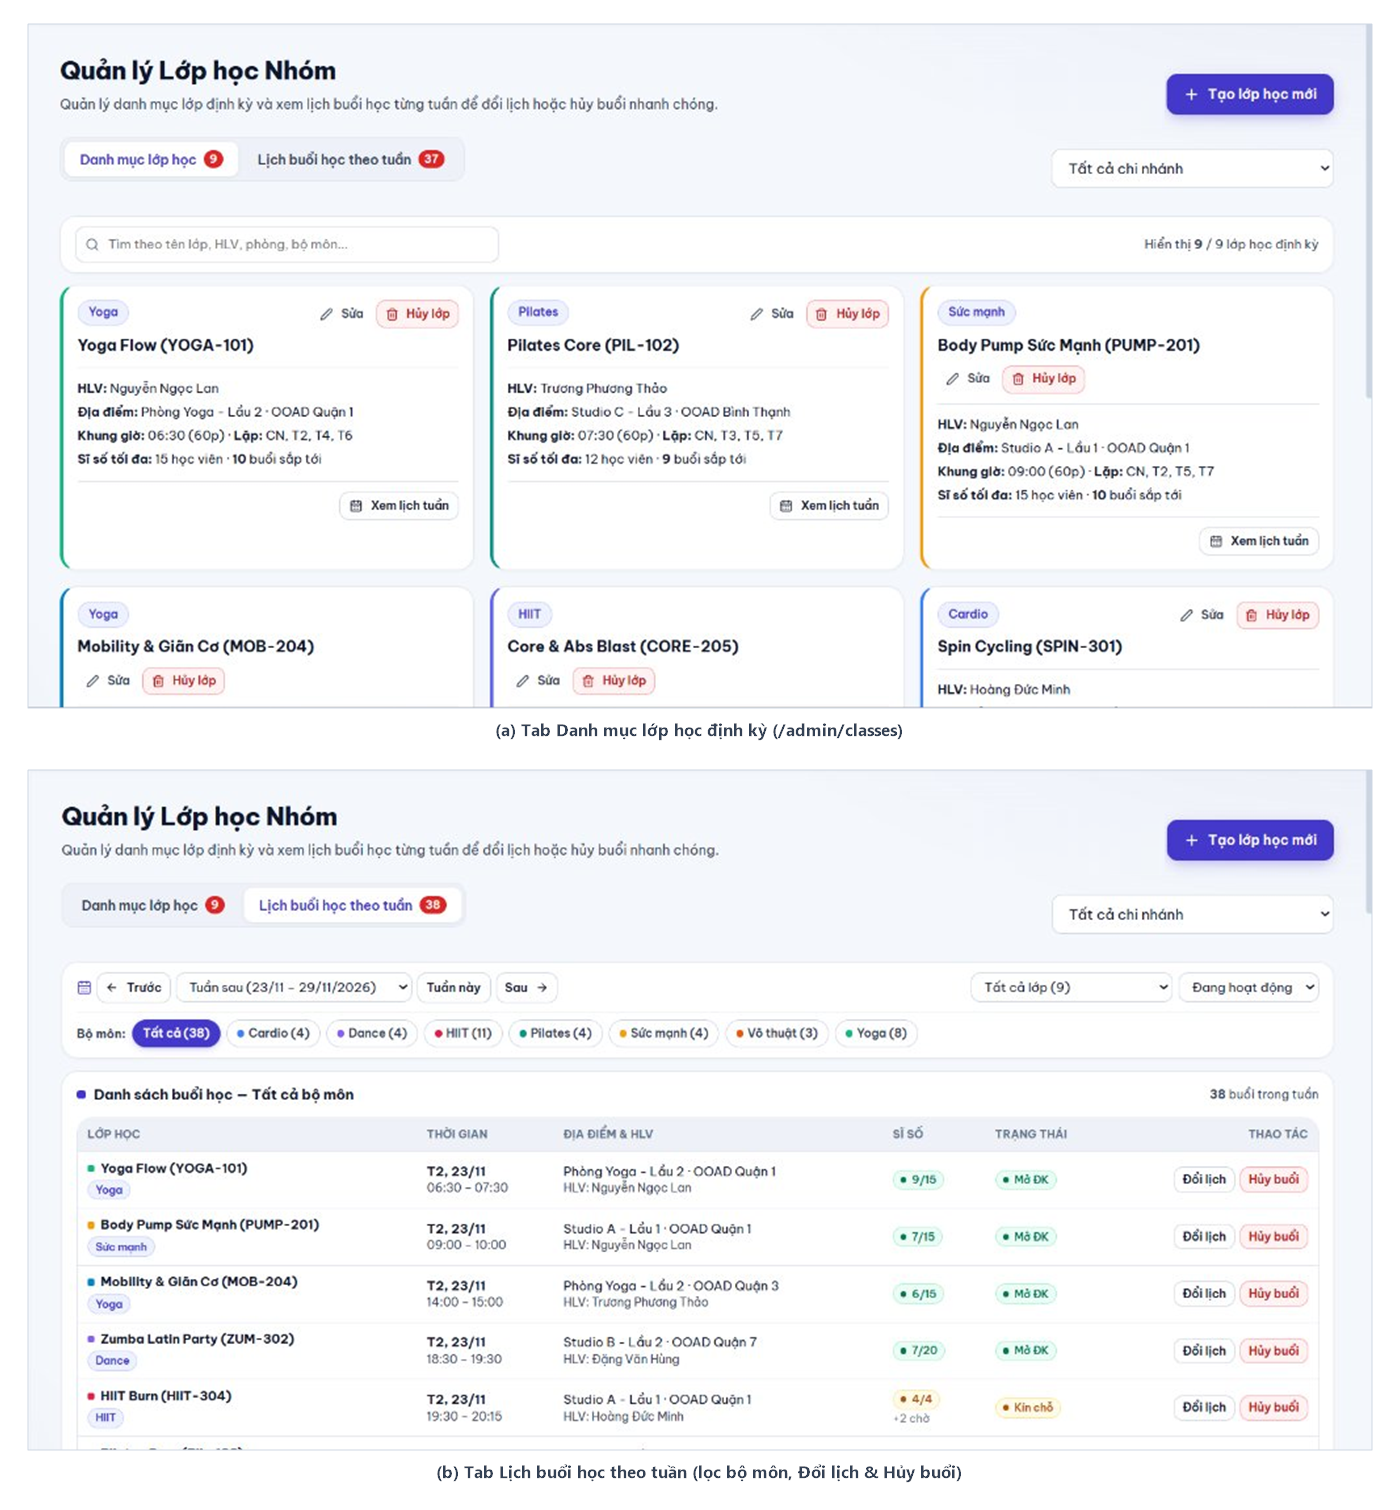 Quản lý Lớp học Nhóm
Quản lý danh mục lớp định kỳ và xem lịch buổi học từng tuần để đổi lịch hoặc hủy buổi nhanh chóng.
+ Tạo lớp học mới
Danh mục lớp học 9
Lịch buổi học theo tuần 37
Tất cả chi nhánh
Tìm theo tên lớp, HLV, phòng, bộ môn...
Hiển thị 9 / 9 lớp học định kỳ
Yoga
Sửa
Hủy lớp
Yoga Flow (YOGA-101)
HLV: Nguyễn Ngọc Lan
Địa điểm: Phòng Yoga - Lầu 2 · OOAD Quận 1
Khung giờ: 06:30 (60p) · Lặp: CN, T2, T4, T6
Sĩ số tối đa: 15 học viên · 10 buổi sắp tới
Xem lịch tuần
Pilates
Sửa
Hủy lớp
Pilates Core (PIL-102)
HLV: Trương Phương Thảo
Địa điểm: Studio C - Lầu 3 · OOAD Bình Thạnh
Khung giờ: 07:30 (60p) · Lặp: CN, T3, T5, T7
Sĩ số tối đa: 12 học viên · 9 buổi sắp tới
Xem lịch tuần
Sức mạnh
Body Pump Sức Mạnh (PUMP-201)
Sửa
Hủy lớp
HLV: Nguyễn Ngọc Lan
Địa điểm: Studio A - Lầu 1 · OOAD Quận 1
Khung giờ: 09:00 (60p) · Lặp: CN, T2, T5, T7
Sĩ số tối đa: 15 học viên · 10 buổi sắp tới
Xem lịch tuần
Yoga
Mobility & Giãn Cơ (MOB-204)
Sửa
Hủy lớp
HIIT
Core & Abs Blast (CORE-205)
Sửa
Hủy lớp
Cardio
Sửa
Hủy lớp
Spin Cycling (SPIN-301)
HLV: Hoàng Đức Minh
(a) Tab Danh mục lớp học định kỳ (/admin/classes)
Quản lý Lớp học Nhóm
Quản lý danh mục lớp định kỳ và xem lịch buổi học từng tuần để đổi lịch hoặc hủy buổi nhanh chóng.
+ Tạo lớp học mới
Danh mục lớp học 9
Lịch buổi học theo tuần 38
Tất cả chi nhánh
← Trước
Tuần sau (23/11 – 29/11/2026)
Tuần này
Sau →
Tất cả lớp (9)
Đang hoạt động
Bộ môn:
Tất cả (38)
Cardio (4)
Dance (4)
HIIT (11)
Pilates (4)
Sức mạnh (4)
Võ thuật (3)
Yoga (8)
Danh sách buổi học — Tất cả bộ môn
38 buổi trong tuần
LỚP HỌC THỜI GIAN ĐỊA ĐIỂM & HLV SĨ SỐ TRẠNG THÁI THAO TÁC
Yoga Flow (YOGA-101)
Yoga
T2, 23/11
06:30 – 07:30
Phòng Yoga - Lầu 2 · OOAD Quận 1
HLV: Nguyễn Ngọc Lan
9/15
Mở ĐK
Đổi lịch
Hủy buổi
Body Pump Sức Mạnh (PUMP-201)
Sức mạnh
T2, 23/11
09:00 – 10:00
Studio A - Lầu 1 · OOAD Quận 1
HLV: Nguyễn Ngọc Lan
7/15
Mở ĐK
Đổi lịch
Hủy buổi
Mobility & Giãn Cơ (MOB-204)
Yoga
T2, 23/11
14:00 – 15:00
Phòng Yoga - Lầu 2 · OOAD Quận 3
HLV: Trương Phương Thảo
6/15
Mở ĐK
Đổi lịch
Hủy buổi
Zumba Latin Party (ZUM-302)
Dance
T2, 23/11
18:30 – 19:30
Studio B - Lầu 2 · OOAD Quận 7
HLV: Đặng Văn Hùng
7/20
Mở ĐK
Đổi lịch
Hủy buổi
HIIT Burn (HIIT-304)
HIIT
T2, 23/11
19:30 – 20:15
Studio A - Lầu 1 · OOAD Quận 1
HLV: Hoàng Đức Minh
4/4
+2 chờ
Kín chỗ
Đổi lịch
Hủy buổi
(b) Tab Lịch buổi học theo tuần (lọc bộ môn, Đổi lịch & Hủy buổi)